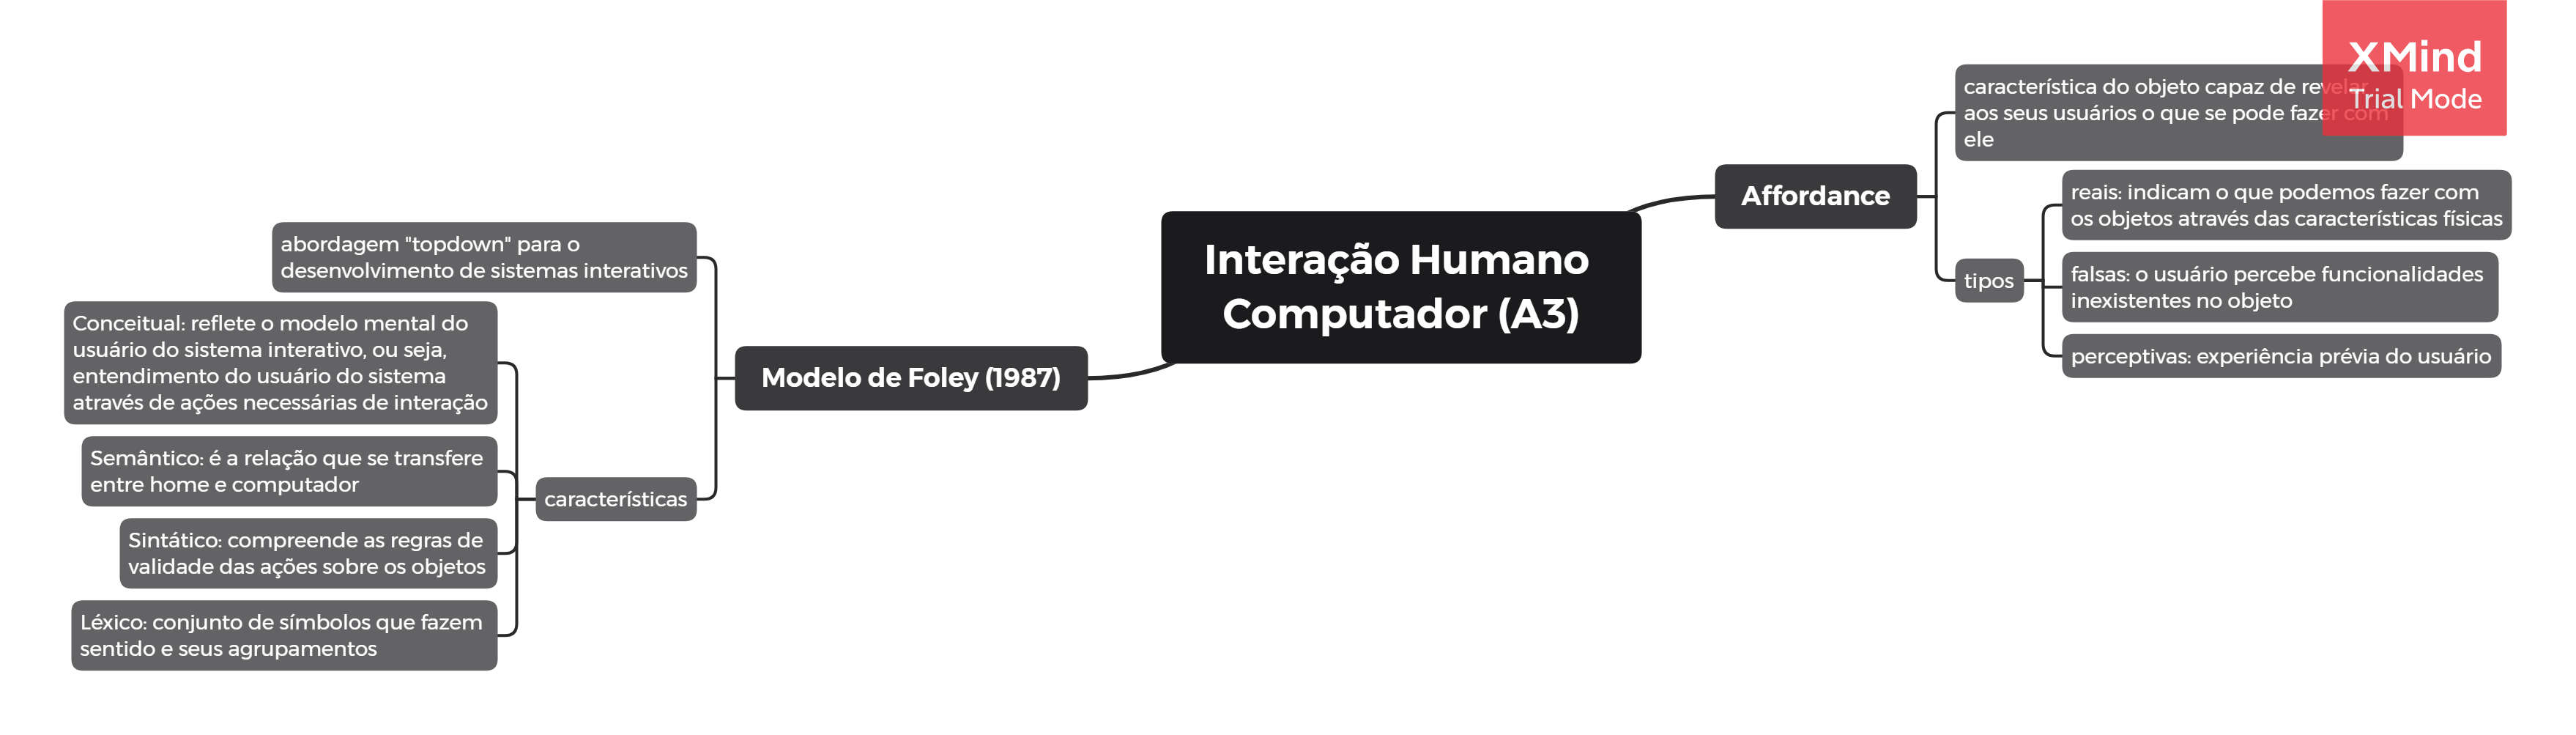 Interação Humano
Computador (A3)
Affordance
característica do objeto capaz de revelar
aos seus usuários o que se pode fazer com
ele
tipos
reais: indicam o que podemos fazer com
os objetos através das características físicas
falsas: o usuário percebe funcionalidades
inexistentes no objeto
perceptivas: experiência prévia do usuário
Modelo de Foley (1987)
abordagem "topdown" para o
desenvolvimento de sistemas interativos
características
Conceitual: reflete o modelo mental do
usuário do sistema interativo, ou seja,
entendimento do usuário do sistema
através de ações necessárias de interação
Semântico: é a relação que se transfere
entre home e computador
Sintático: compreende as regras de
validade das ações sobre os objetos
Léxico: conjunto de símbolos que fazem
sentido e seus agrupamentos
XMind
Trial Mode